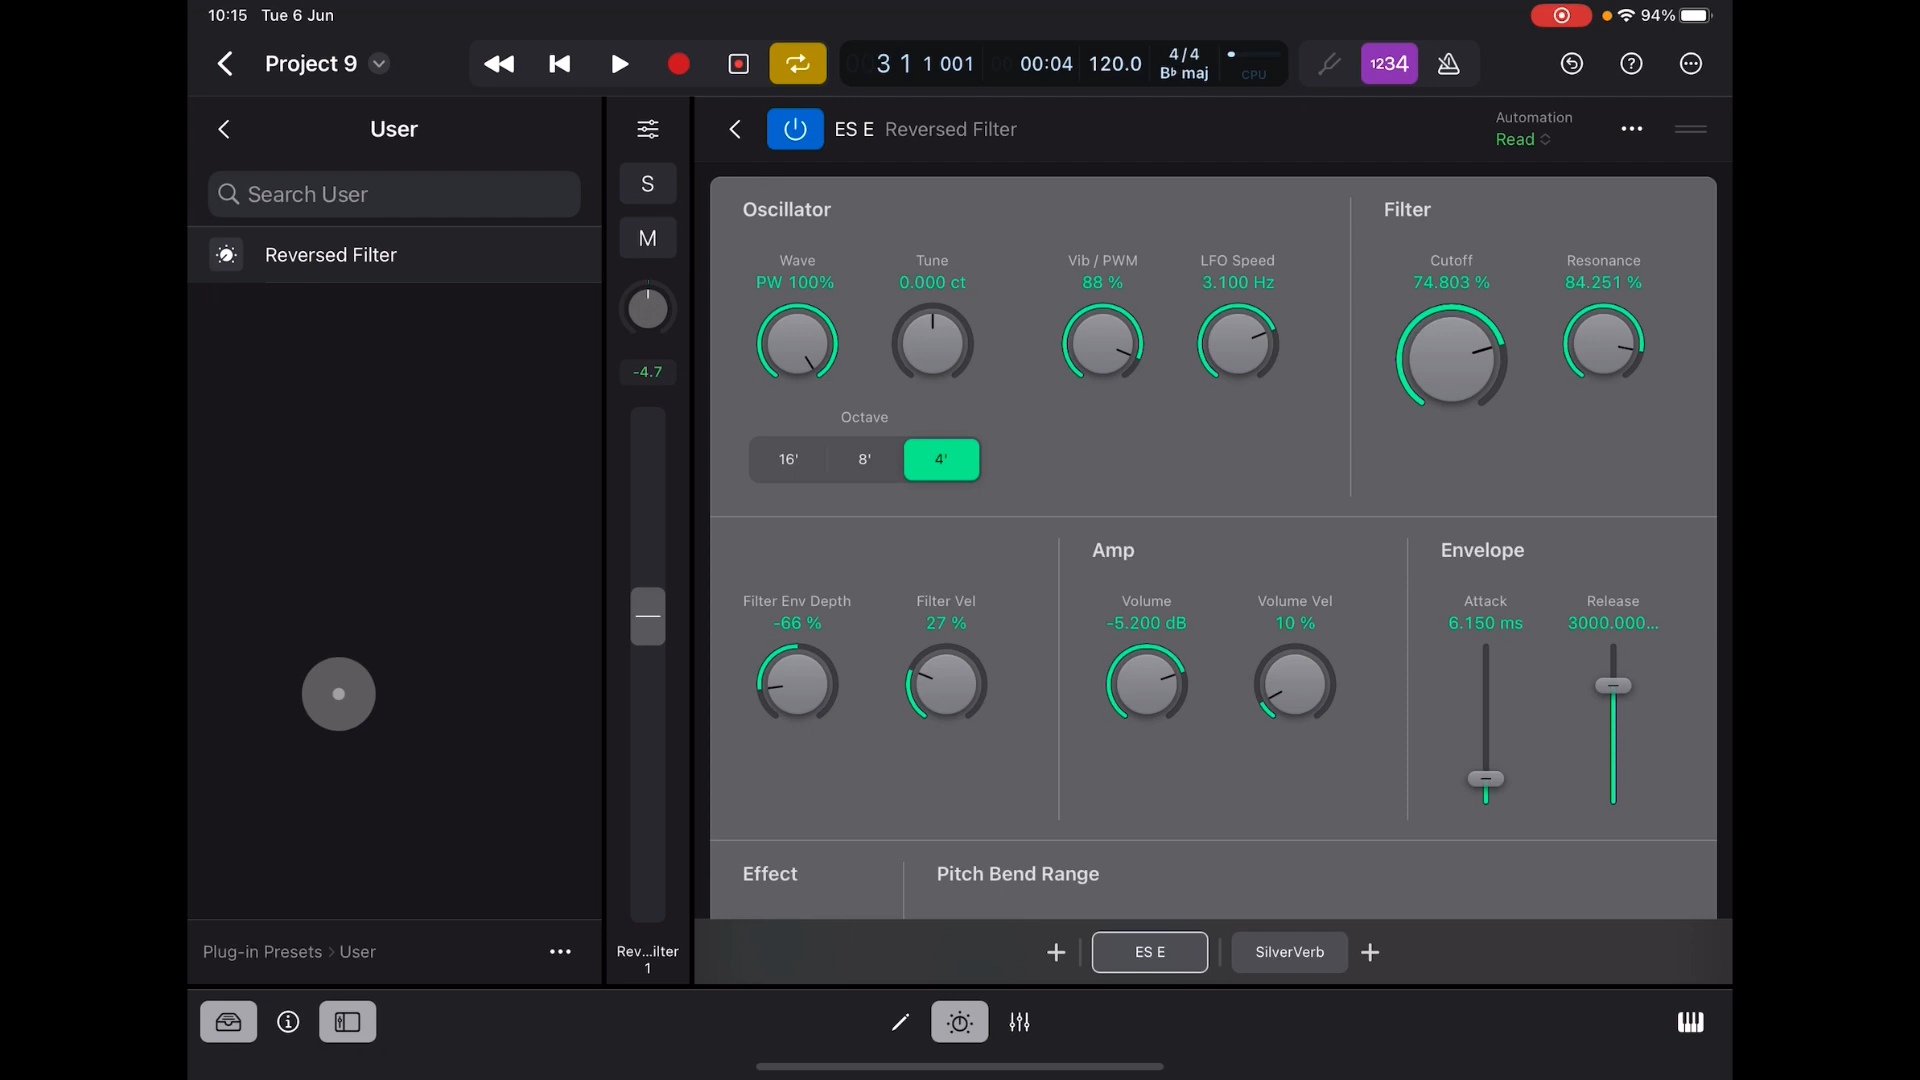 10:15 Tue 6 Jun
94%
Project 9
3 1 1 001
00:04
120.0
4/4
B♭ maj
CPU
1234
User
Search User
Reversed Filter
Plug-in Presets › User
S
M
-4.7
Rev...ilter
1
ES E Reversed Filter
Automation
Read
Oscillator
Filter
Wave
PW 100%
Tune
0.000 ct
Vib / PWM
88 %
LFO Speed
3.100 Hz
Cutoff
74.803 %
Resonance
84.251 %
Octave
16' 8' 4'
Amp
Envelope
Filter Env Depth
-66 %
Filter Vel
27 %
Volume
-5.200 dB
Volume Vel
10 %
Attack
6.150 ms
Release
3000.000...
Effect
Pitch Bend Range
ES E
SilverVerb